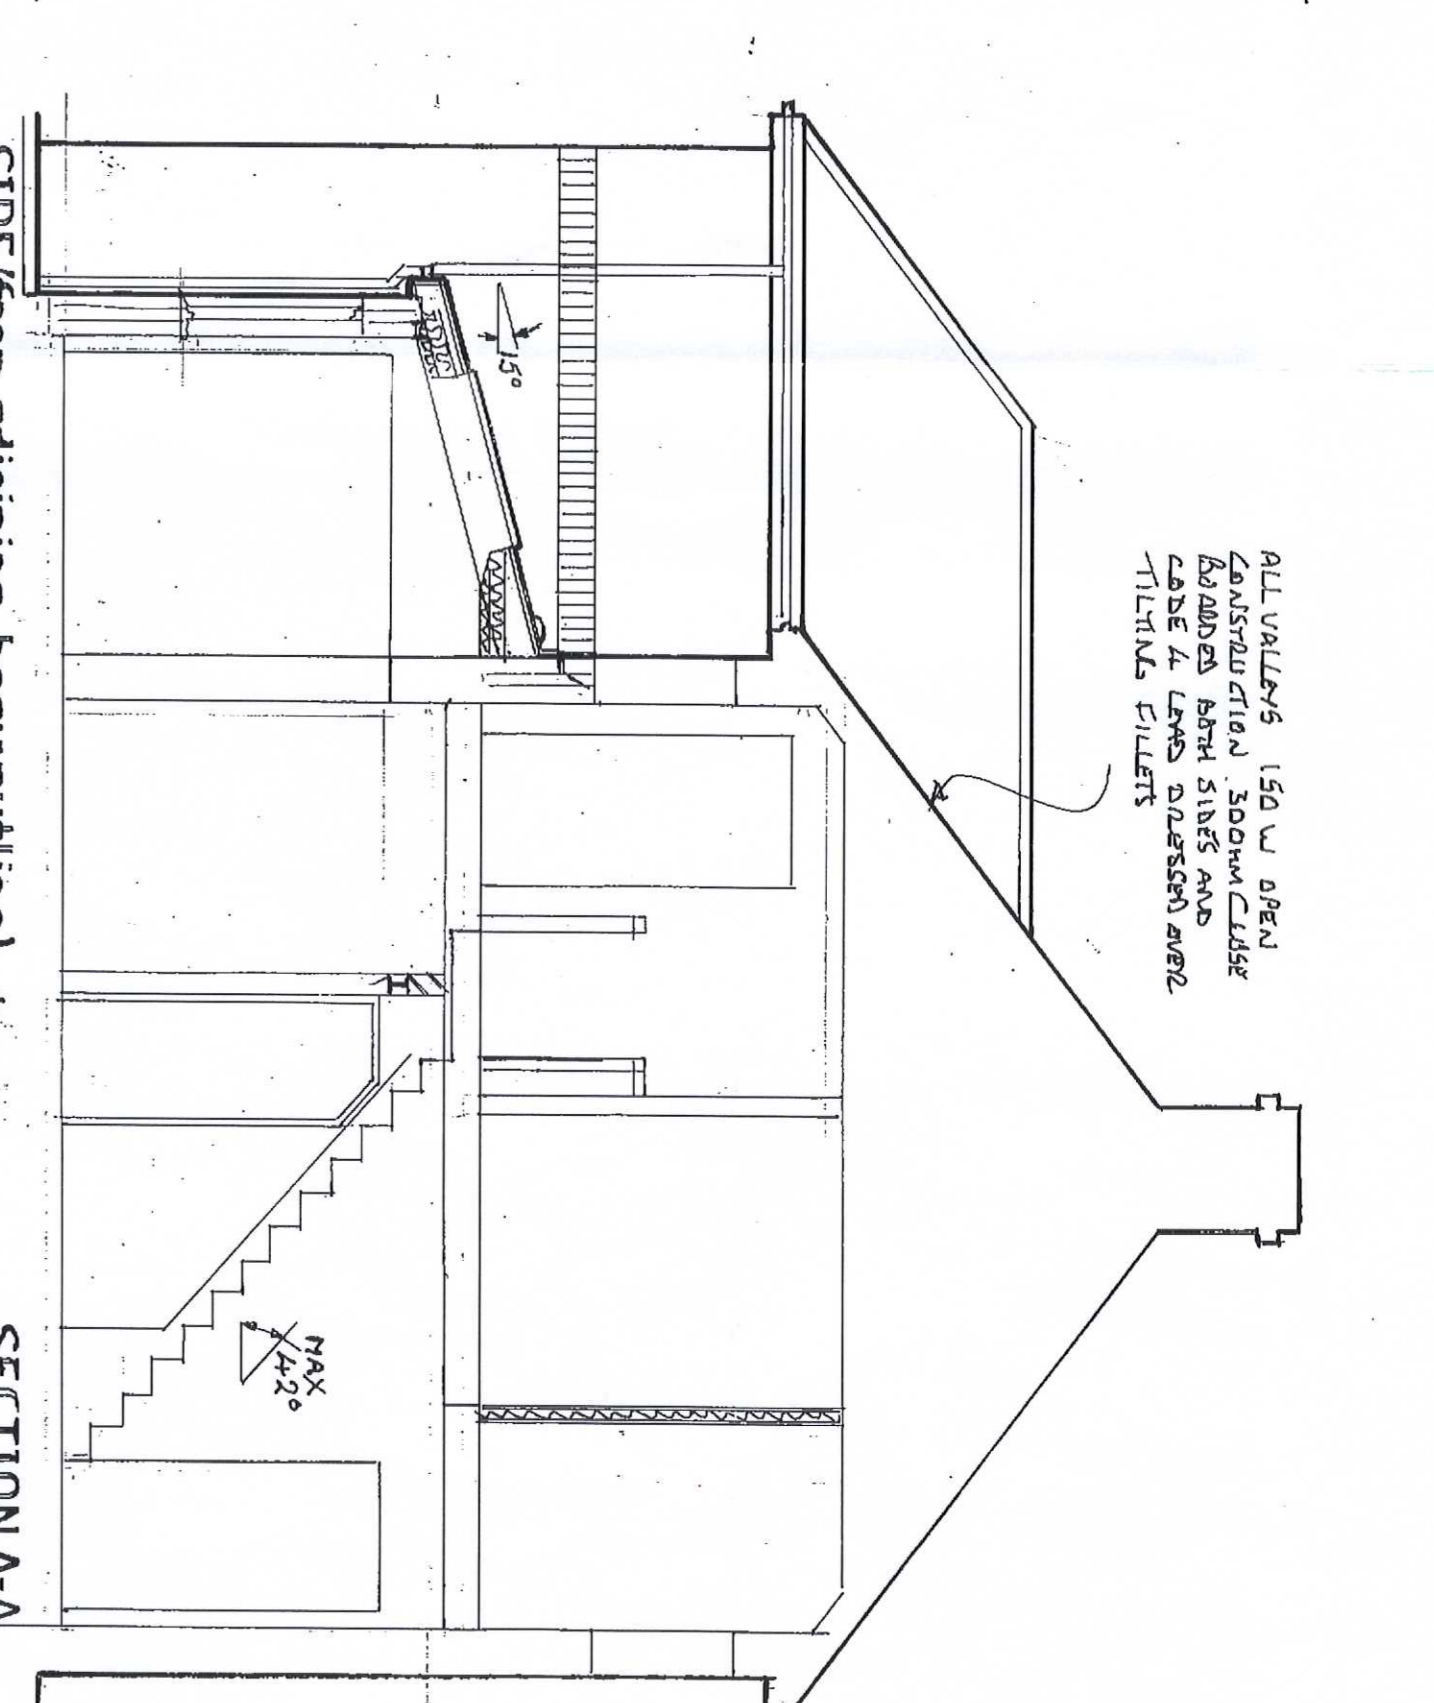 ALL VALLEYS 150 W OPEN
CONSTRUCTION 300MM CLOSE
BOARDED BOTH SIDES AND
CODE 4 LEAD DRESSED OVER
TILTING FILLETS
15°
MAX
42°
SECTION A-A